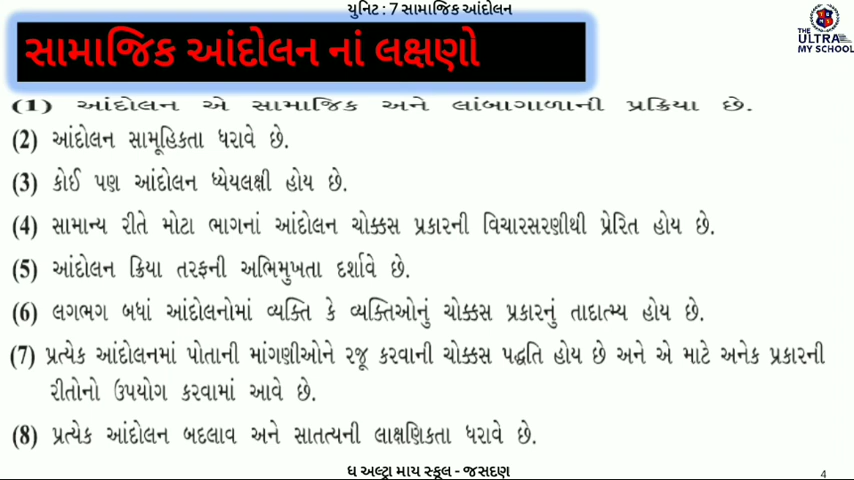 યુનિટ : 7 સામાજિક આંદોલન
THE
ULTRA
MY SCHOOL
સામાજિક આંદોલન નાં લક્ષણો
(1) આંદોલન એ સામાજિક અને લાંબાગાળાની પ્રક્રિયા છે.
(2) આંદોલન સામૂહિકતા ધરાવે છે.
(3) કોઈ પણ આંદોલન ધ્યેયલક્ષી હોય છે.
(4) સામાન્ય રીતે મોટા ભાગનાં આંદોલન ચોક્કસ પ્રકારની વિચારસરણીથી પ્રેરિત હોય છે.
(5) આંદોલન ક્રિયા તરફની અભિમુખતા દર્શાવે છે.
(6) લગભગ બધાં આંદોલનોમાં વ્યક્તિ કે વ્યક્તિઓનું ચોક્કસ પ્રકારનું તાદાત્મ્ય હોય છે.
(7) પ્રત્યેક આંદોલનમાં પોતાની માંગણીઓને રજૂ કરવાની ચોક્કસ પદ્ધતિ હોય છે અને એ માટે અનેક પ્રકારની
રીતોનો ઉપયોગ કરવામાં આવે છે.
(8) પ્રત્યેક આંદોલન બદલાવ અને સાતત્યની લાક્ષણિકતા ધરાવે છે.
ધ અલ્ટ્રા માય સ્કૂલ - જસદણ
4